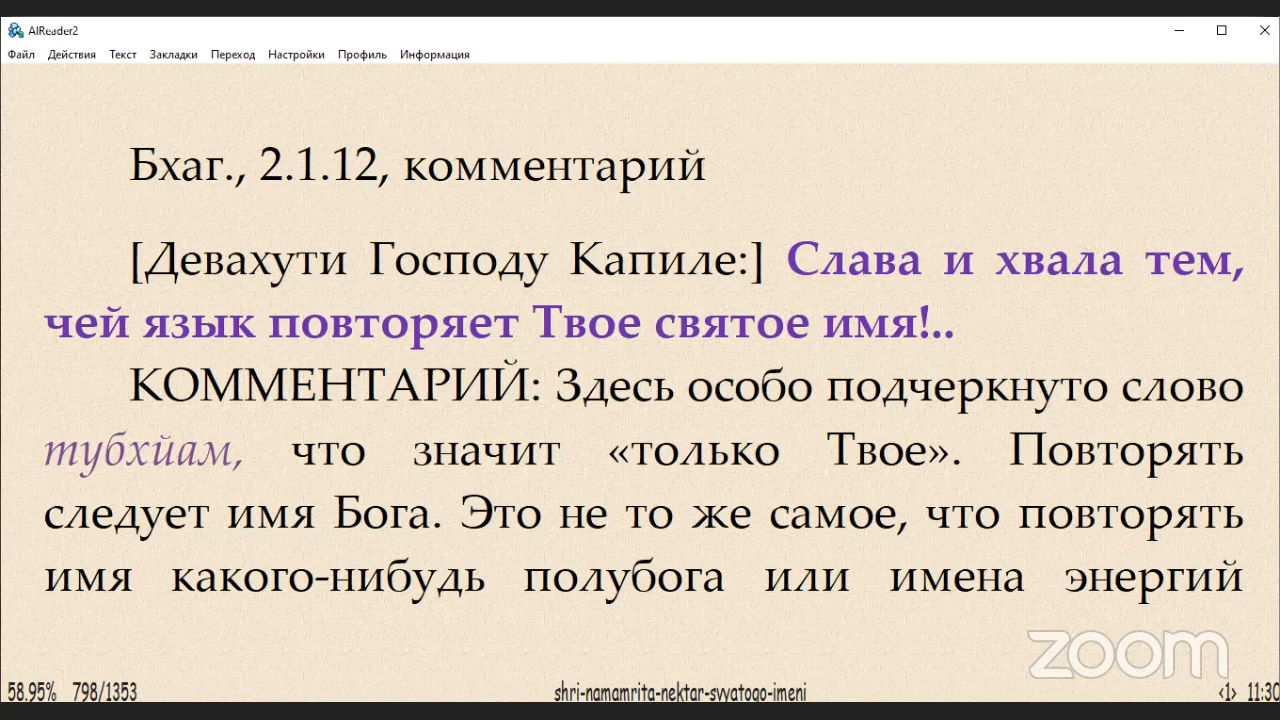 AlReader2
Файл Действия Текст Закладки Переход Настройки Профиль Информация
Бхаг., 2.1.12, комментарий
[Девахути Господу Капиле:] Слава и хвала тем,
чей язык повторяет Твое святое имя!..
КОММЕНТАРИЙ: Здесь особо подчеркнуто слово
тубхйам, что значит «только Твое». Повторять
следует имя Бога. Это не то же самое, что повторять
имя какого-нибудь полубога или имена энергий
zoom
58.95% 798/1353 shri-namamrita-nektar-svyatogo-imeni <1> 11:30